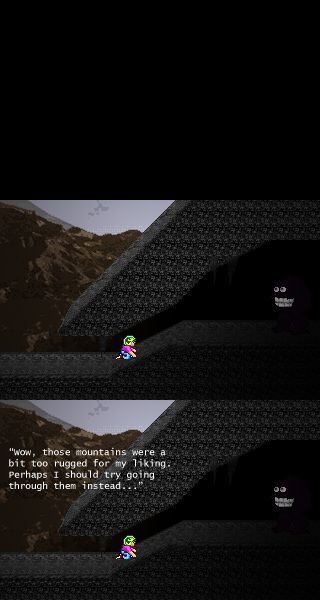 "Wow, those mountains were a
bit too rugged for my liking.
Perhaps I should try going
through them instead..."